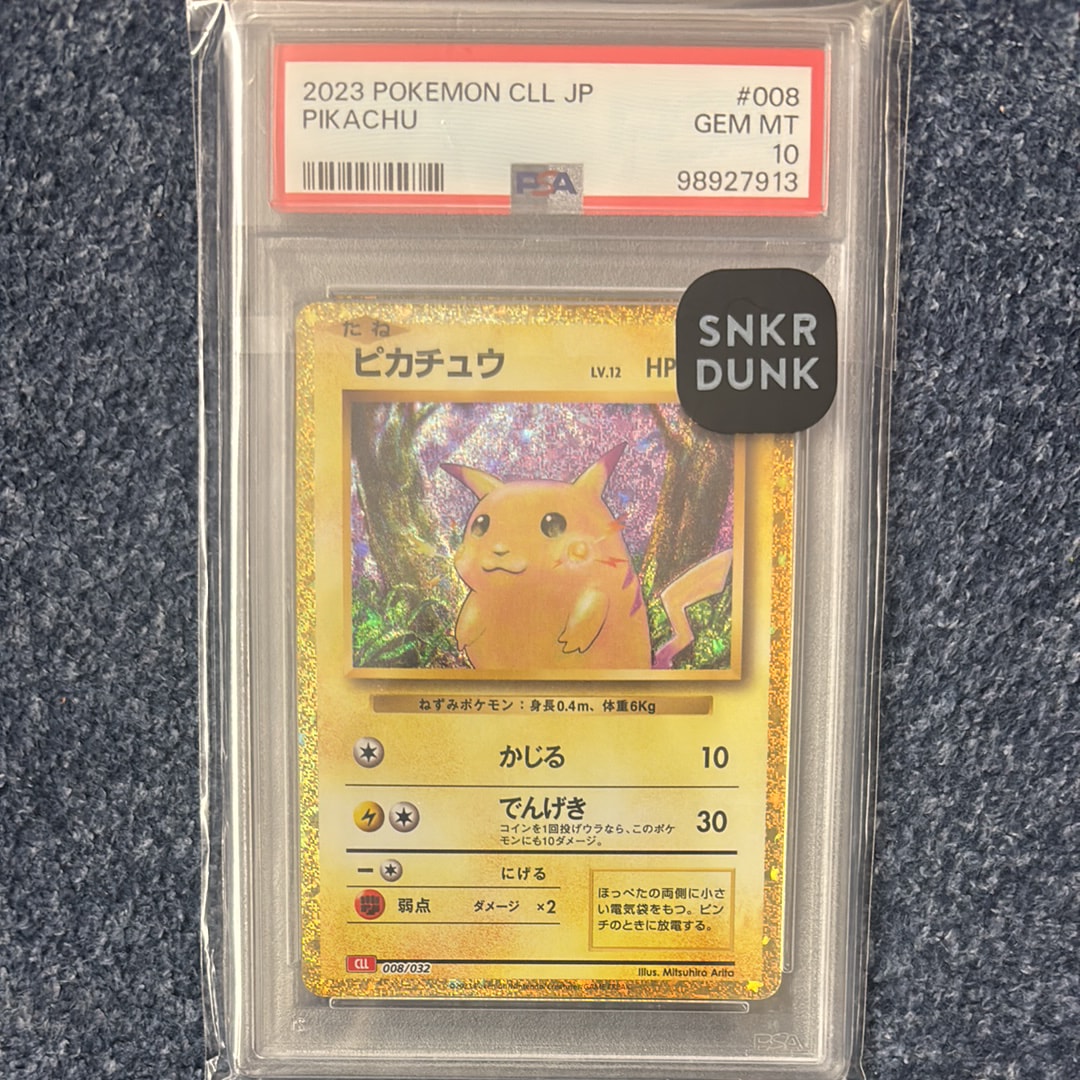 2023 POKEMON CLL JP
#008
PIKACHU
GEM MT
10
PSA
98927913
SNKR
DUNK
たね
ピカチュウ
LV.12 HP
ねずみポケモン：身長0.4m、体重6Kg
かじる 10
でんげき 30
コインを1回投げウラなら、このポケ
モンにも10ダメージ。
にげる
弱点 ダメージ ×2
ほっぺたの両側に小さ
い電気袋をもつ。ピン
チのときに放電する。
CLL 008/032
Illus. Mitsuhiro Arita
PSA